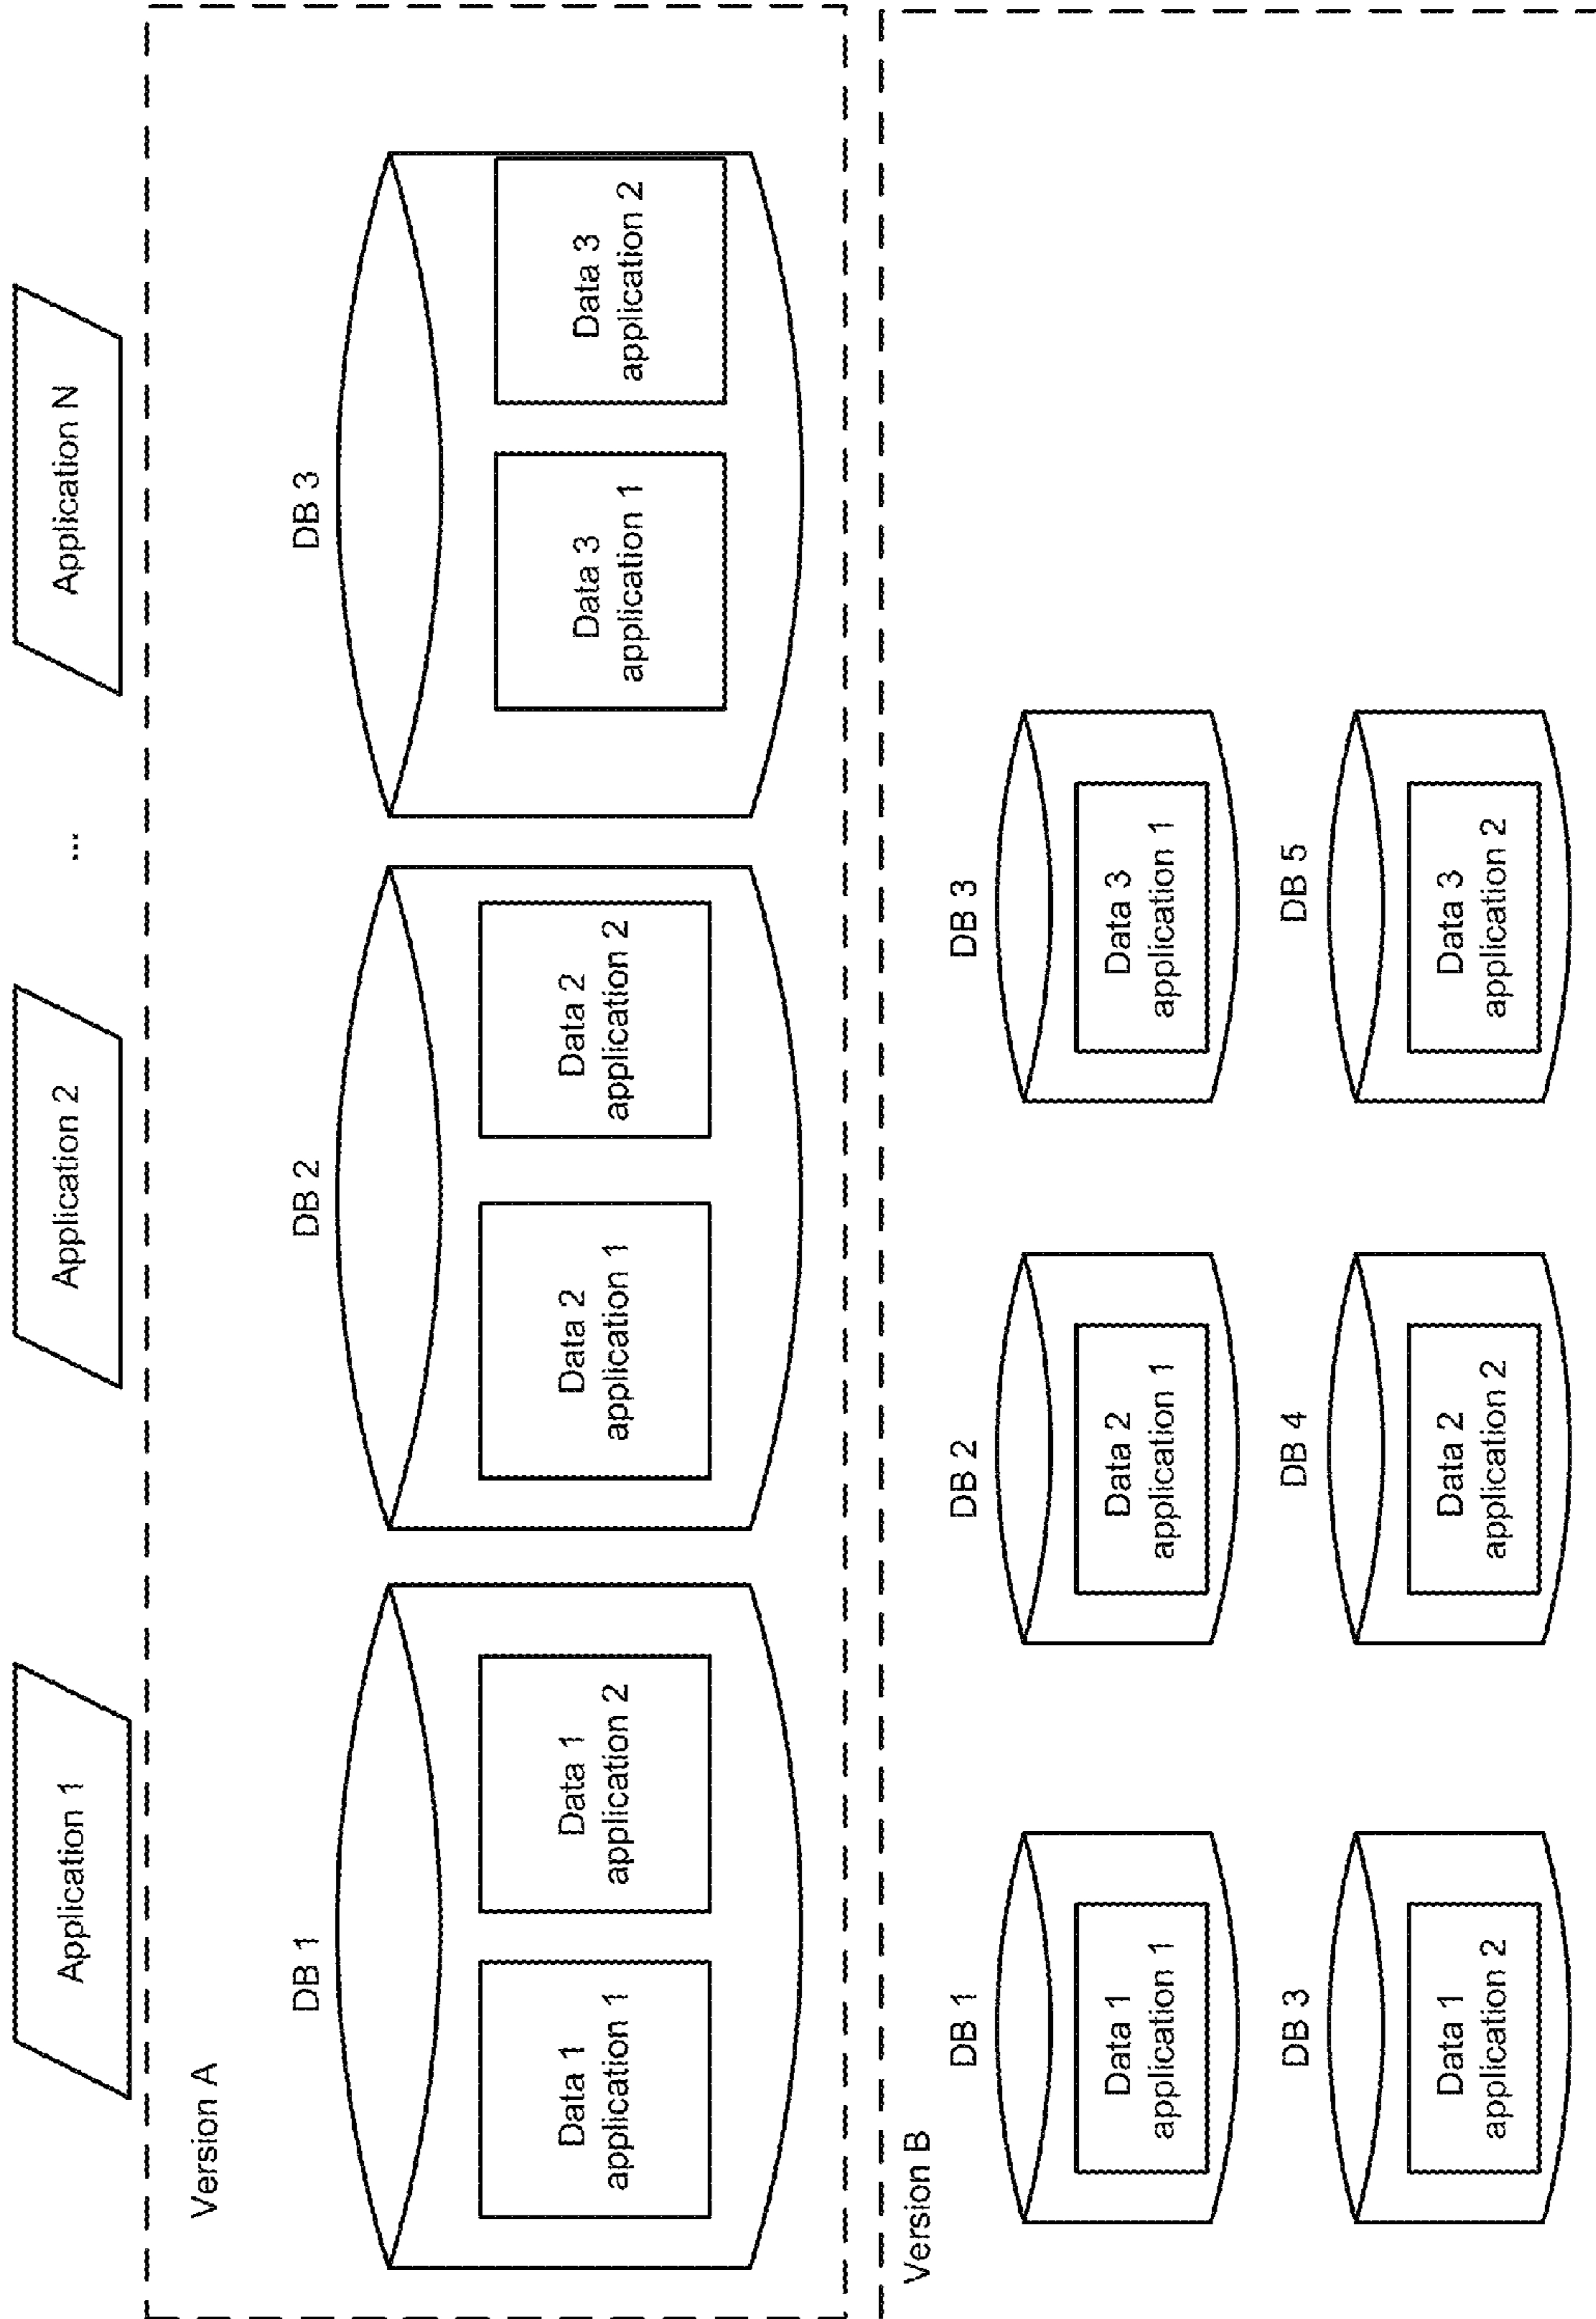 Application 1
Application 2
...
Application N
Version A
DB 1
Data 1
application 1
Data 1
application 2
DB 2
Data 2
application 1
Data 2
application 2
DB 3
Data 3
application 1
Data 3
application 2
Version B
DB 1
Data 1
application 1
DB 2
Data 2
application 1
DB 3
Data 3
application 1
DB 3
Data 1
application 2
DB 4
Data 2
application 2
DB 5
Data 3
application 2